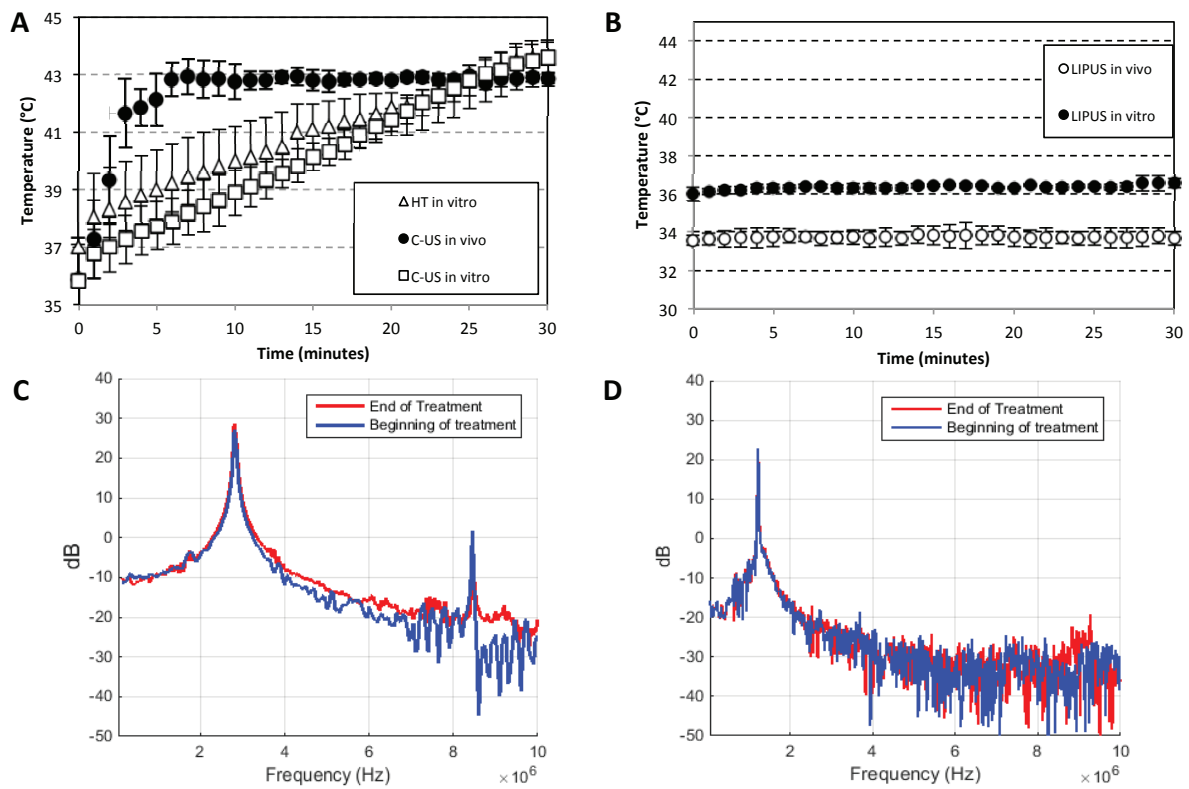 A
Temperature (°C)
45
43
41
39
37
35
HT in vitro
C-US in vivo
C-US in vitro
0 5 10 15 20 25 30
Time (minutes)
B
Temperature (°C)
44
42
40
38
36
34
32
30
LIPUS in vivo
LIPUS in vitro
0 5 10 15 20 25 30
Time (minutes)
C
dB
40
30
20
10
0
-10
-20
-30
-40
-50
End of Treatment
Beginning of treatment
2 4 6 8 10
Frequency (Hz)
× 10⁶
D
dB
40
30
20
10
0
-10
-20
-30
-40
-50
End of Treatment
Beginning of treatment
2 4 6 8 10
Frequency (Hz)
× 10⁶